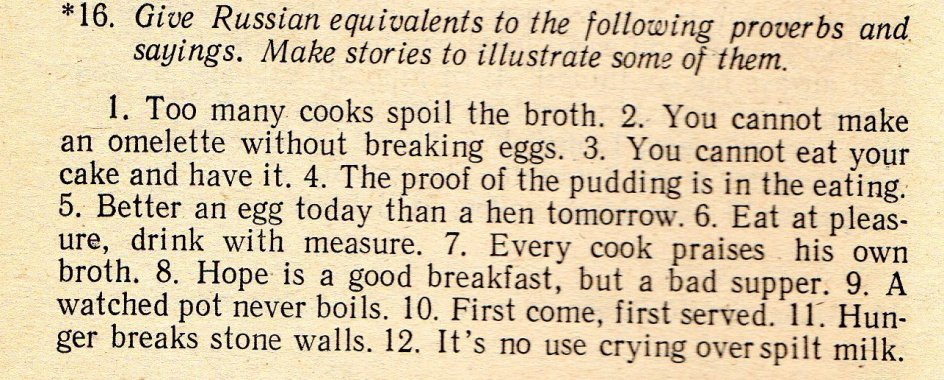 *16. Give Russian equivalents to the following proverbs and
sayings. Make stories to illustrate some of them.
1. Too many cooks spoil the broth. 2. You cannot make
an omelette without breaking eggs. 3. You cannot eat your
cake and have it. 4. The proof of the pudding is in the eating.
5. Better an egg today than a hen tomorrow. 6. Eat at pleas-
ure, drink with measure. 7. Every cook praises his own
broth. 8. Hope is a good breakfast, but a bad supper. 9. A
watched pot never boils. 10. First come, first served. 11. Hun-
ger breaks stone walls. 12. It's no use crying over spilt milk.